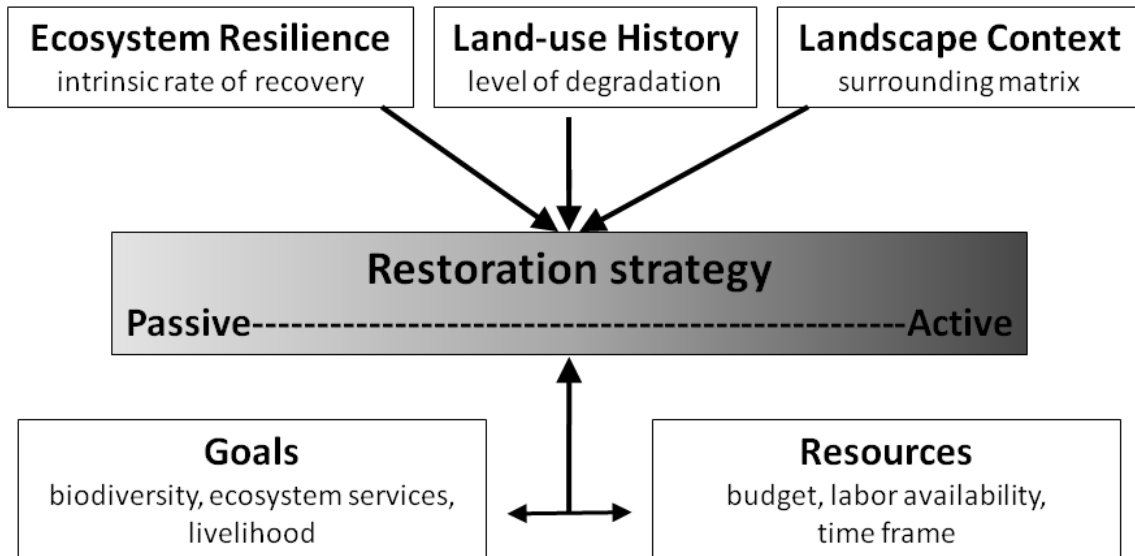 Ecosystem Resilience
intrinsic rate of recovery
Land-use History
level of degradation
Landscape Context
surrounding matrix
Restoration strategy
Passive-----------------------------------------------Active
Goals
biodiversity, ecosystem services,
livelihood
Resources
budget, labor availability,
time frame